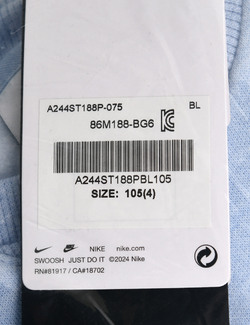 A244ST188P-075 BL
86M188-BG6
A244ST188PBL105
SIZE: 105(4)
NIKE nike.com
SWOOSH JUST DO IT ©2024 Nike
RN#81917 / CA#18702